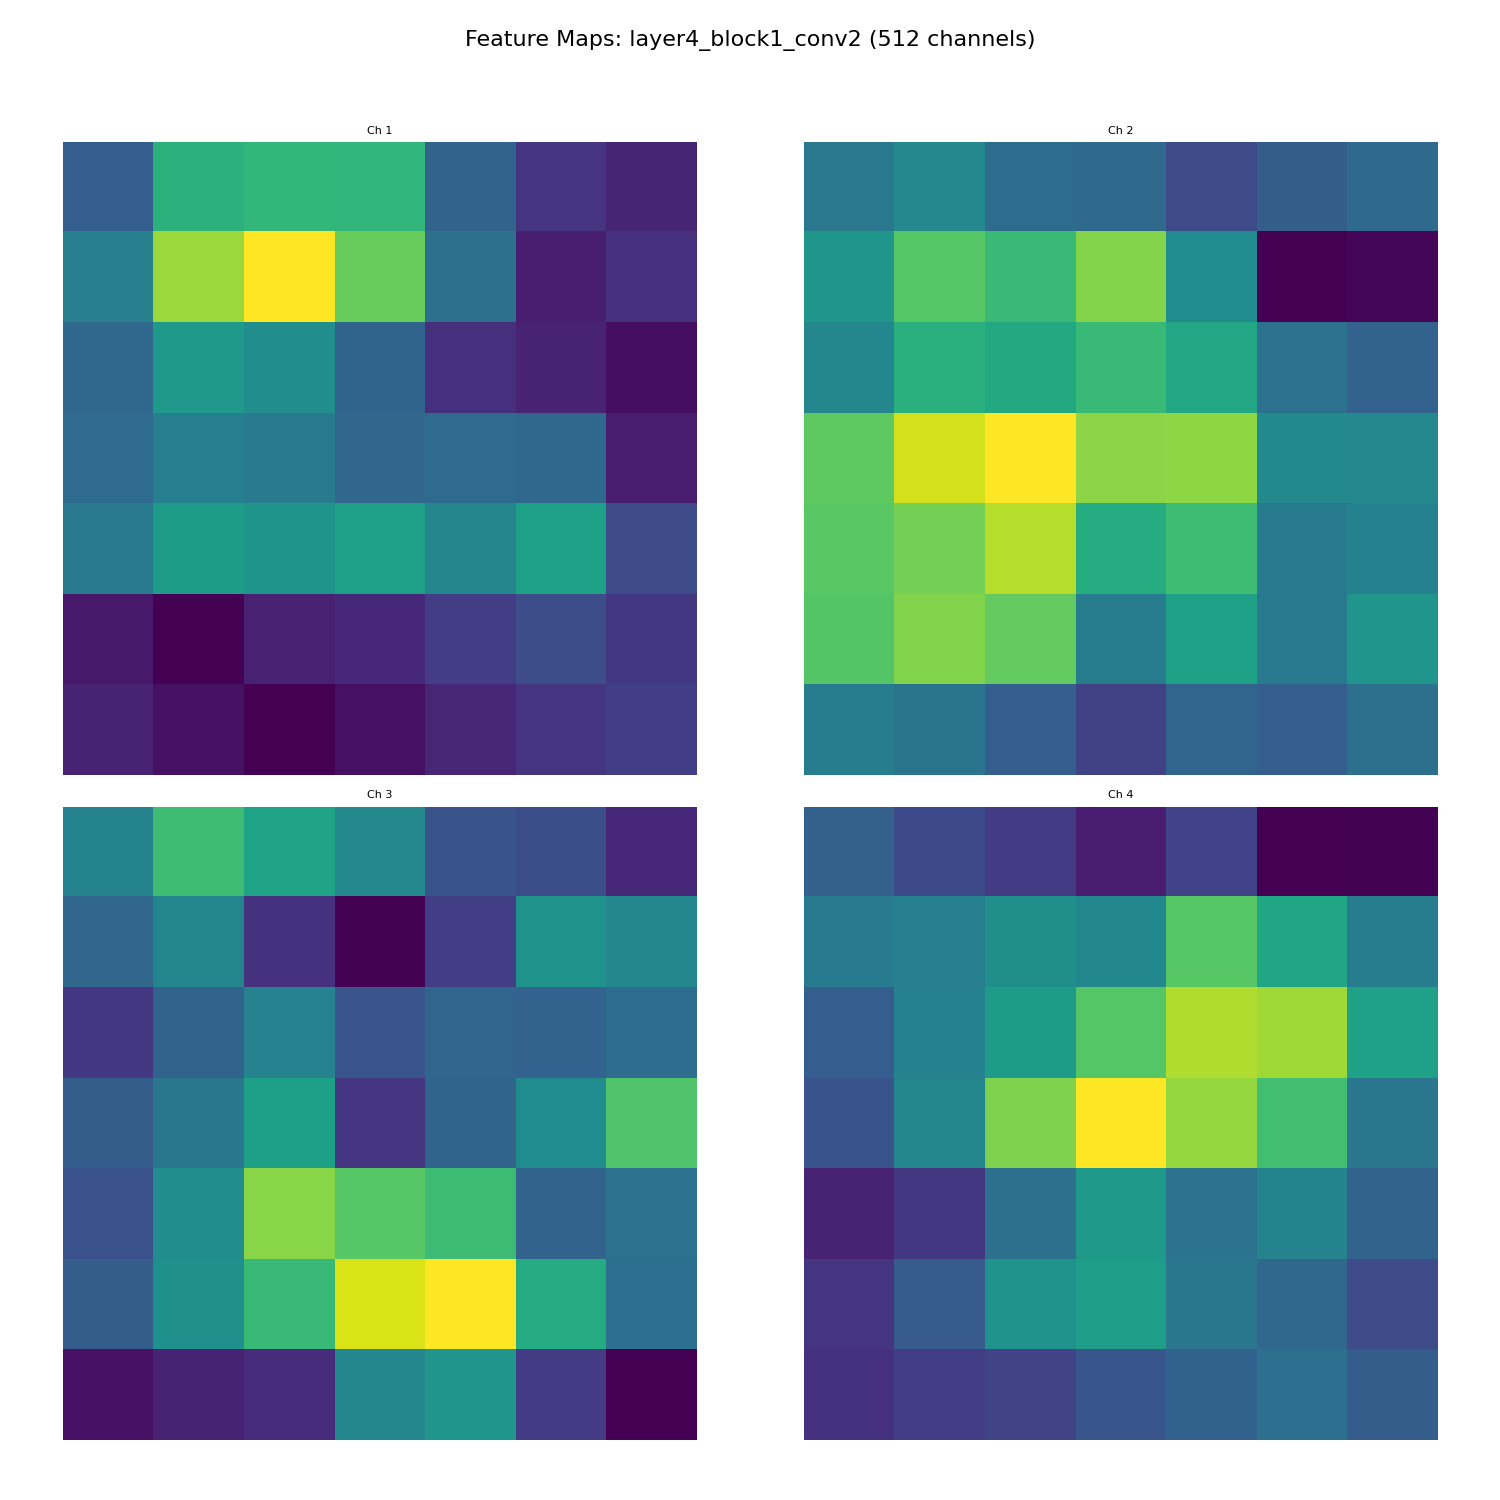 Feature Maps: layer4_block1_conv2 (512 channels)
Ch 1
Ch 2
Ch 3
Ch 4